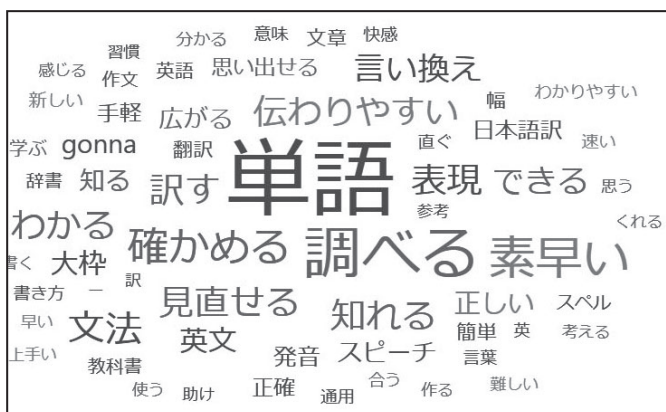 分かる 意味 文章 快感
習慣
感じる 作文 英語 思い出せる 言い換え
新しい 手軽 広がる 伝わりやすい 幅 わかりやすい
学ぶ gonna 翻訳 単語 直ぐ 日本語訳 速い
辞書 知る 訳す 表現 できる 思う
参考
わかる 確かめる 調べる 素早い くれる
書く 大枠 訳
書き方 一 見直せる 知れる 正しい スペル
早い 文法 英文 簡単 英 考える
上手い 教科書 発音 スピーチ 言葉
使う 助け 正確 通用 合う 作る 難しい